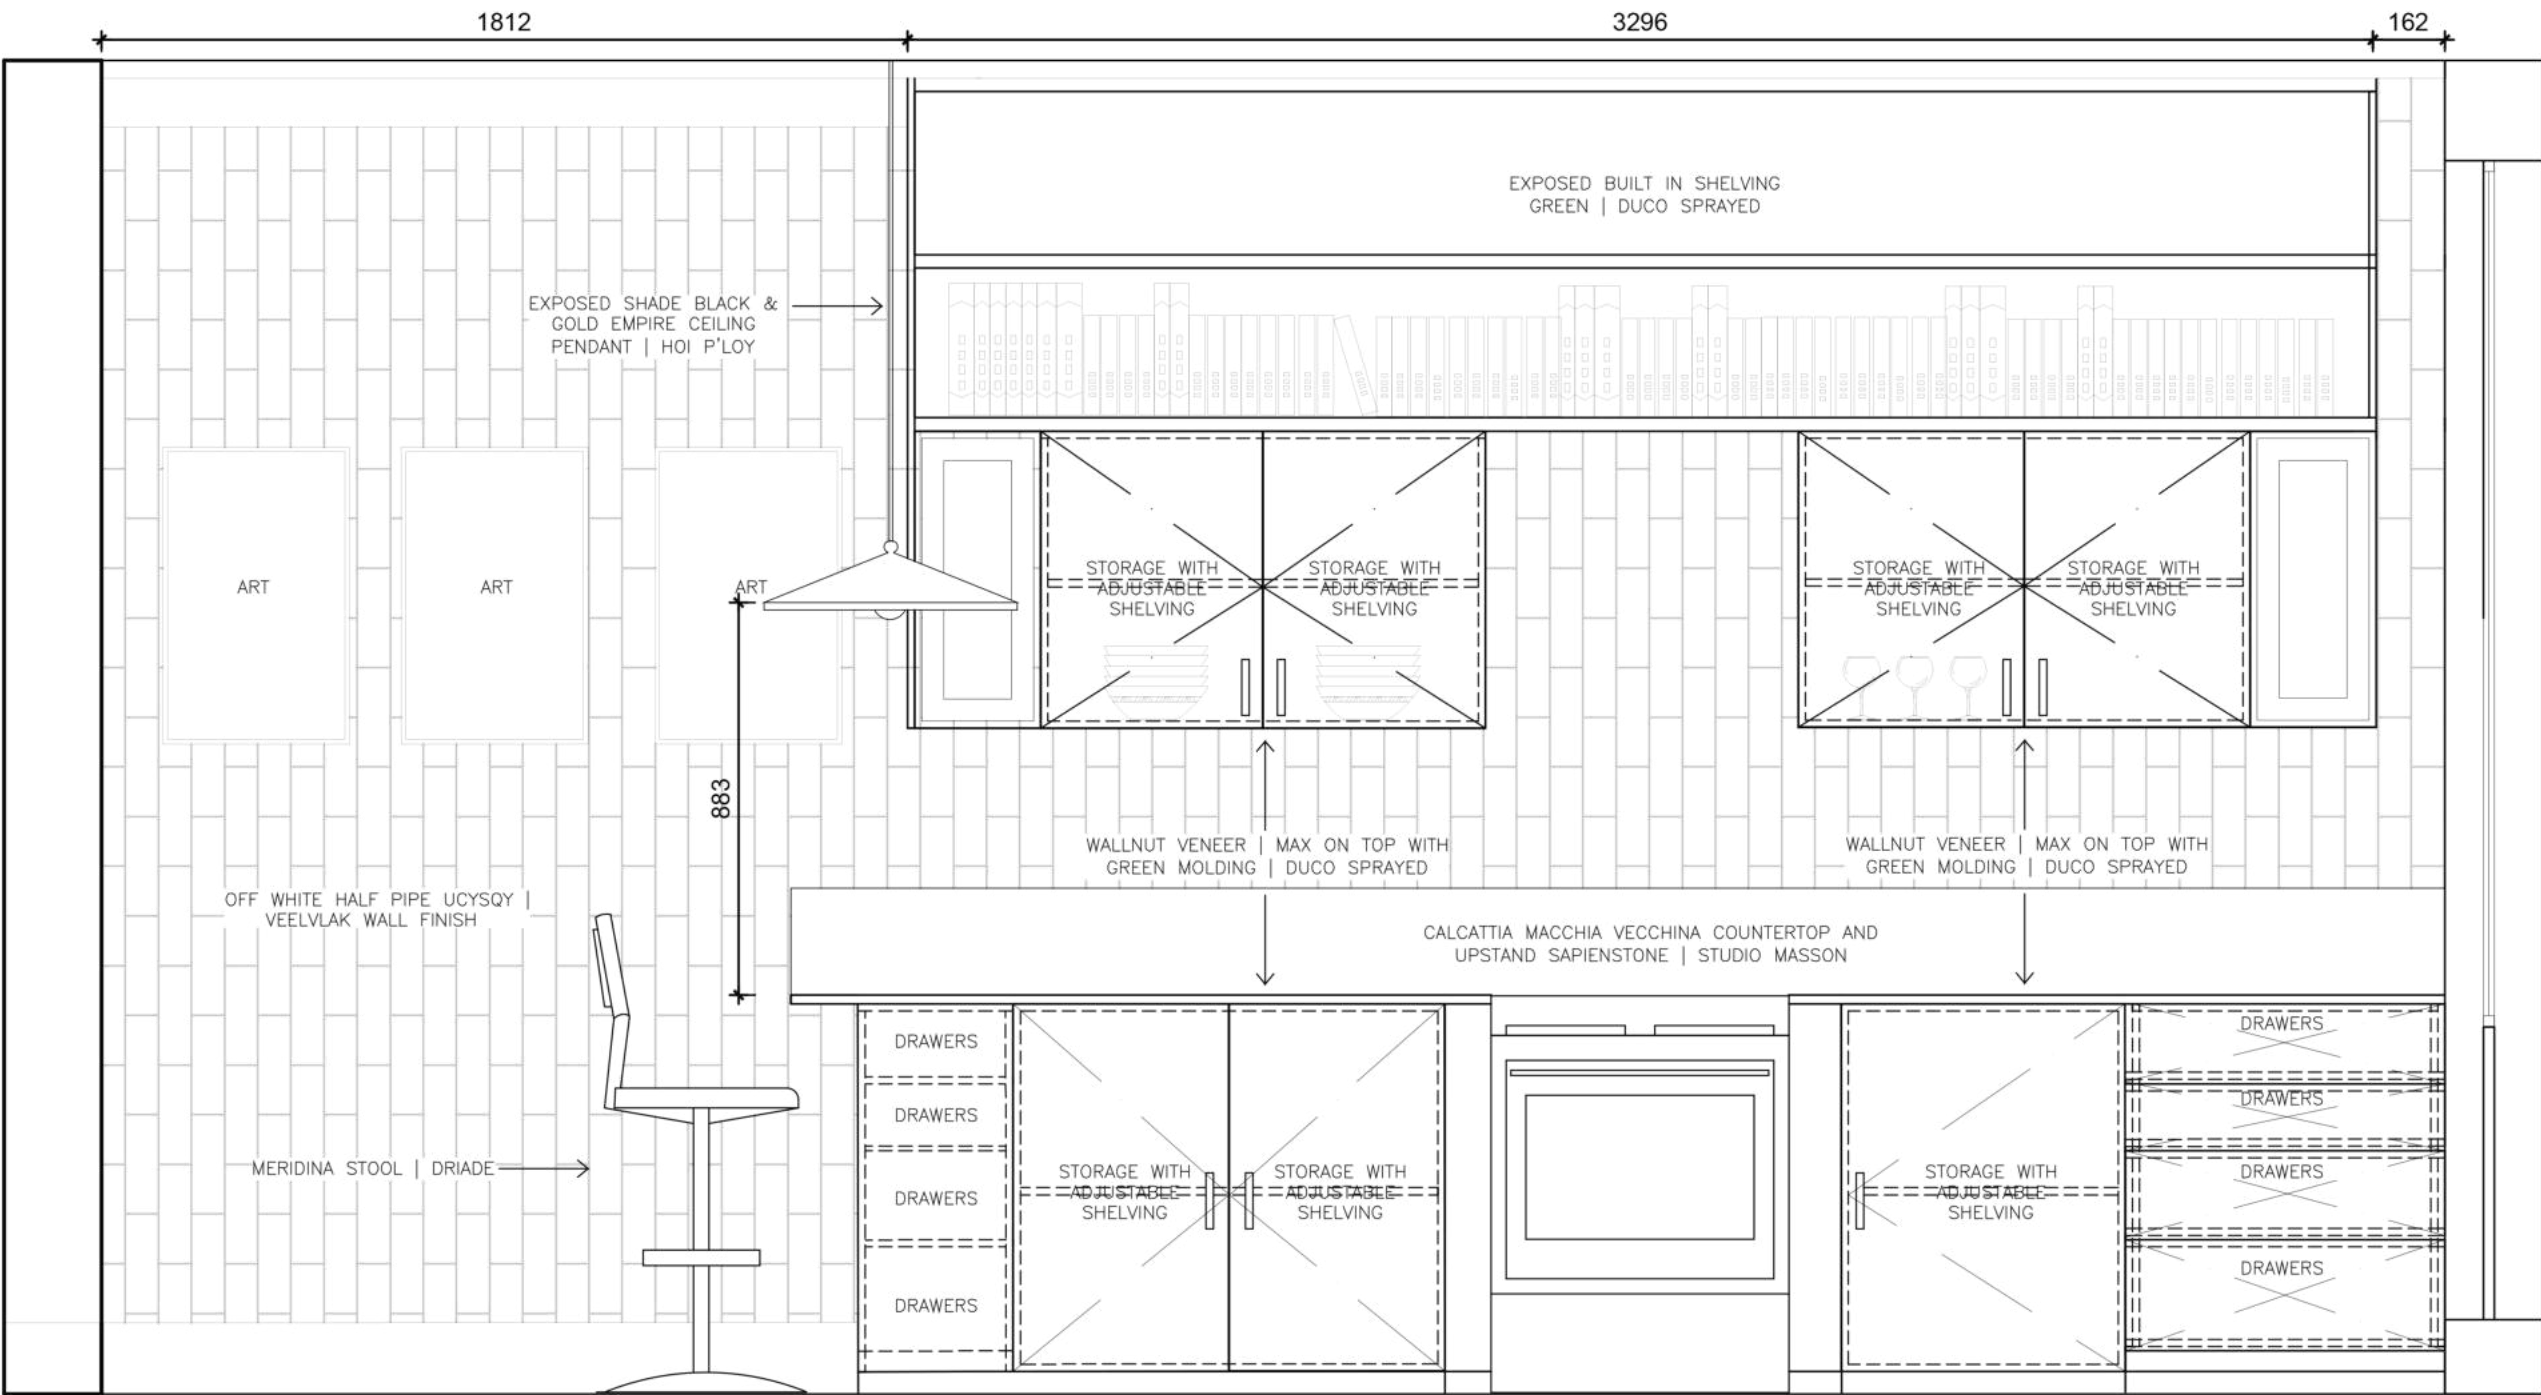 1812
3296
162
EXPOSED BUILT IN SHELVING
GREEN | DUCO SPRAYED
EXPOSED SHADE BLACK &
GOLD EMPIRE CEILING
PENDANT | HOI P'LOY
ART
ART
ART
STORAGE WITH
ADJUSTABLE
SHELVING
STORAGE WITH
ADJUSTABLE
SHELVING
STORAGE WITH
ADJUSTABLE
SHELVING
STORAGE WITH
ADJUSTABLE
SHELVING
883
WALLNUT VENEER | MAX ON TOP WITH
GREEN MOLDING | DUCO SPRAYED
WALLNUT VENEER | MAX ON TOP WITH
GREEN MOLDING | DUCO SPRAYED
OFF WHITE HALF PIPE UCYSQY |
VEELVLAK WALL FINISH
CALCATTIA MACCHIA VECCHINA COUNTERTOP AND
UPSTAND SAPIENSTONE | STUDIO MASSON
MERIDINA STOOL | DRIADE
DRAWERS
DRAWERS
DRAWERS
DRAWERS
STORAGE WITH
ADJUSTABLE
SHELVING
STORAGE WITH
ADJUSTABLE
SHELVING
STORAGE WITH
ADJUSTABLE
SHELVING
DRAWERS
DRAWERS
DRAWERS
DRAWERS